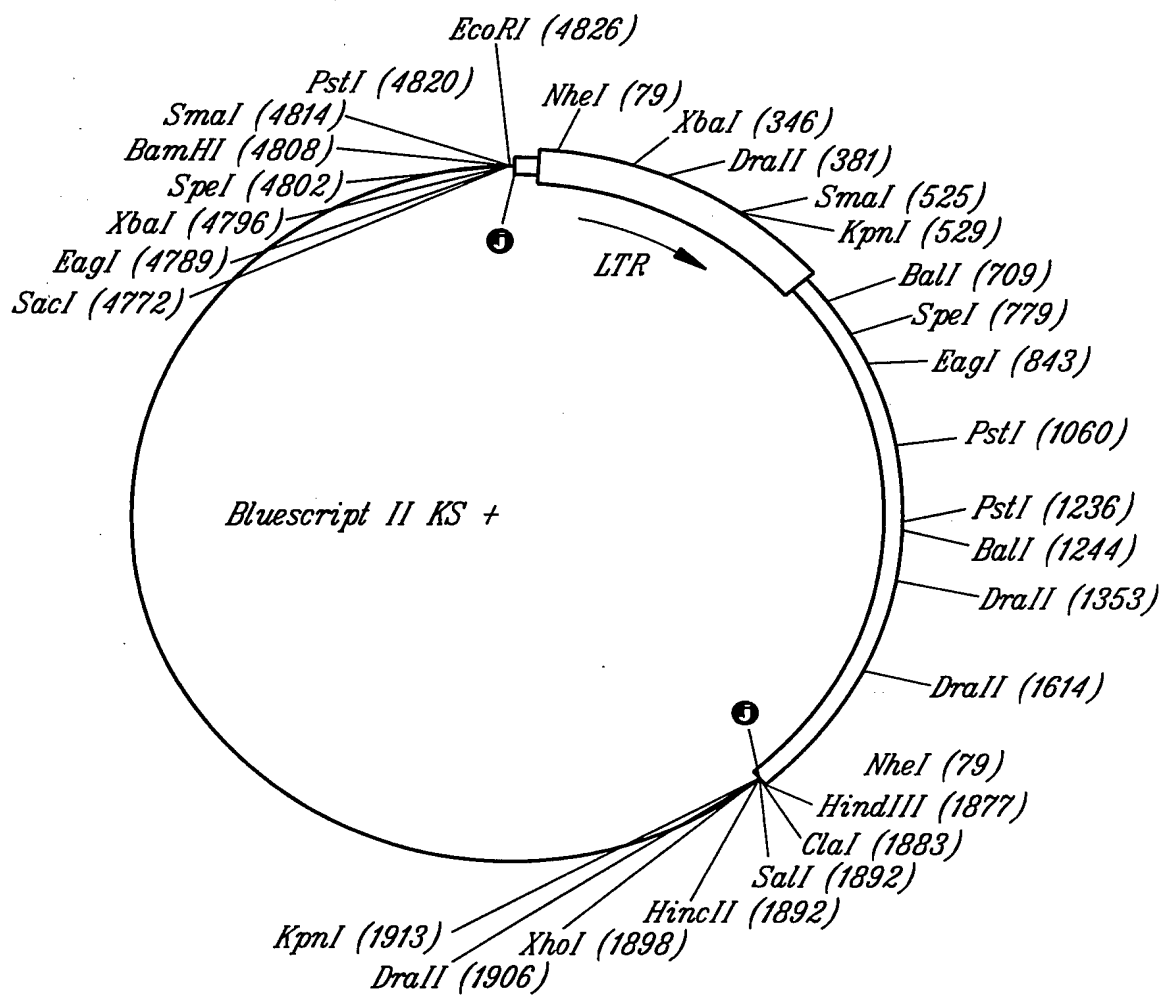 EcoRI (4826)
PstI (4820)
SmaI (4814)
BamHI (4808)
SpeI (4802)
XbaI (4796)
EagI (4789)
SacI (4772)
NheI (79)
XbaI (346)
DraII (381)
SmaI (525)
KpnI (529)
BalI (709)
SpeI (779)
EagI (843)
PstI (1060)
PstI (1236)
BalI (1244)
DraII (1353)
DraII (1614)
j
LTR
Bluescript II KS +
j
NheI (79)
HindIII (1877)
ClaI (1883)
SalI (1892)
HincII (1892)
XhoI (1898)
DraII (1906)
KpnI (1913)